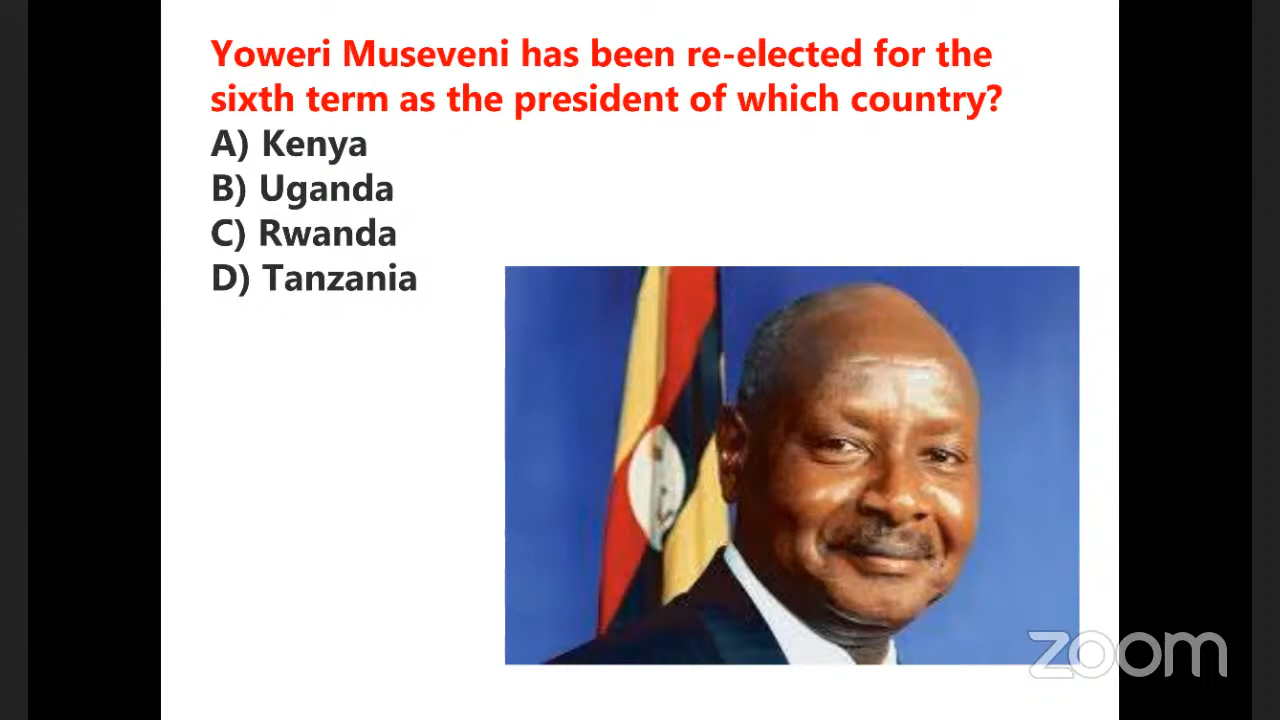 Yoweri Museveni has been re-elected for the
sixth term as the president of which country?
A) Kenya
B) Uganda
C) Rwanda
D) Tanzania
zoom